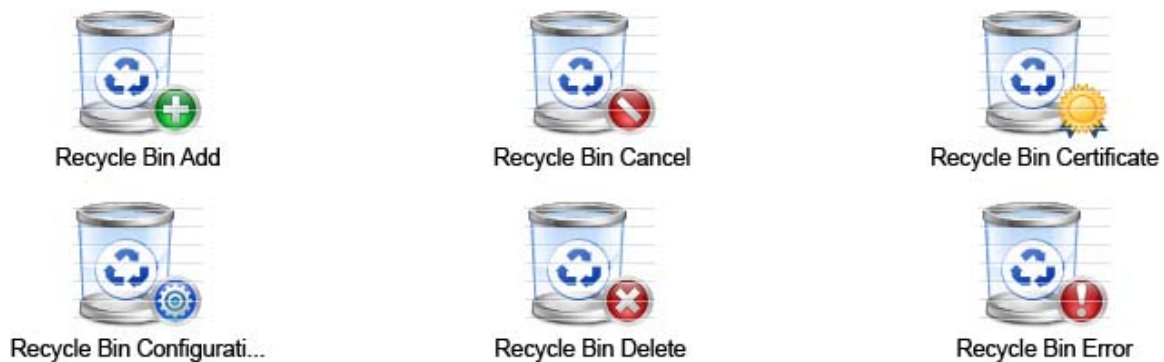 Recycle Bin Add
Recycle Bin Cancel
Recycle Bin Certificate
Recycle Bin Configurati...
Recycle Bin Delete
Recycle Bin Error